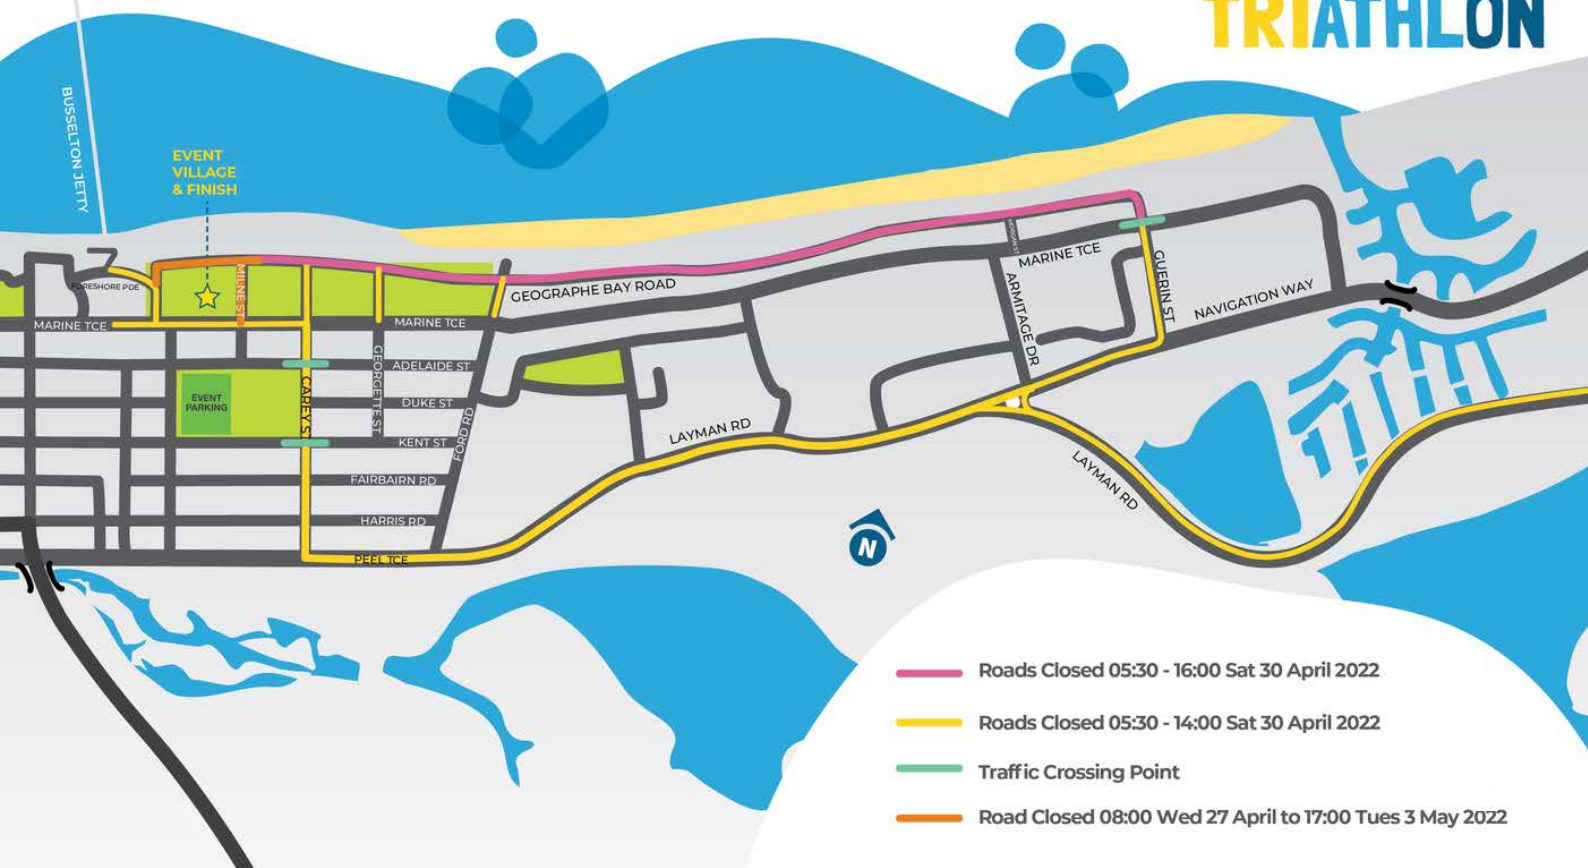 TRIATHLON
BUSSELTON JETTY
EVENT
VILLAGE
& FINISH
FORESHORE PDE
MILNE ST
MARINE TCE
MARINE TCE
GEOGRAPHE BAY ROAD
MORGAN ST
MARINE TCE
GUERIN ST
NAVIGATION WAY
ARMITAGE DR
ADELAIDE ST
GEORGETTE ST
CAREY ST
EVENT
PARKING
DUKE ST
KENT ST
FORD RD
LAYMAN RD
LAYMAN RD
FAIRBAIRN RD
HARRIS RD
PEEL TCE
N
Roads Closed 05:30 - 16:00 Sat 30 April 2022
Roads Closed 05:30 - 14:00 Sat 30 April 2022
Traffic Crossing Point
Road Closed 08:00 Wed 27 April to 17:00 Tues 3 May 2022